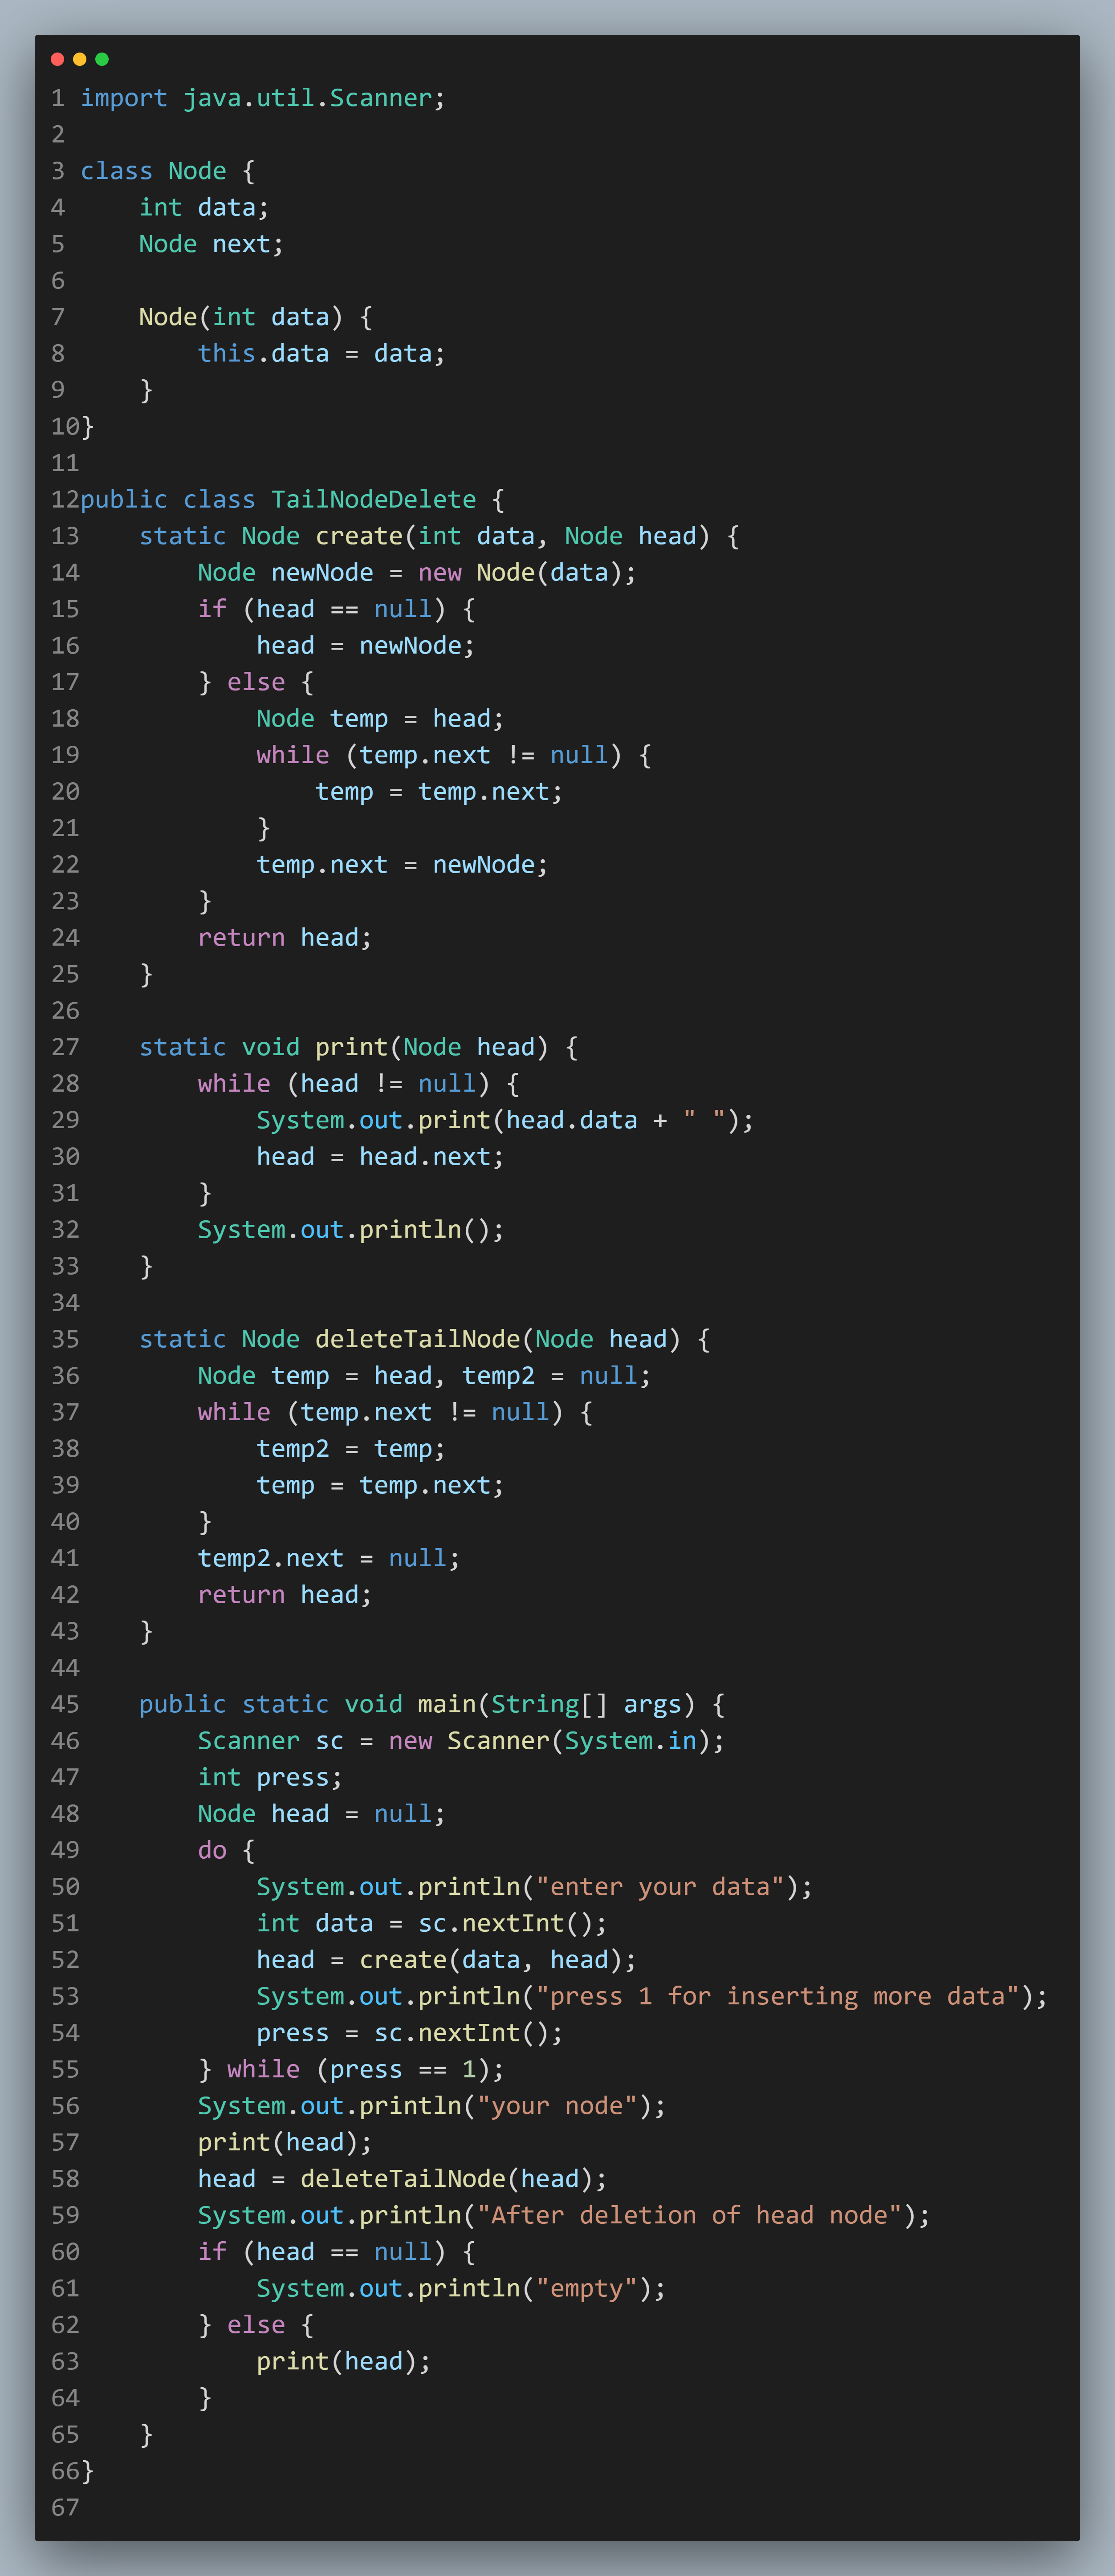 1 import java.util.Scanner;
2
3 class Node {
4     int data;
5     Node next;
6
7     Node(int data) {
8         this.data = data;
9     }
10}
11
12public class TailNodeDelete {
13    static Node create(int data, Node head) {
14        Node newNode = new Node(data);
15        if (head == null) {
16            head = newNode;
17        } else {
18            Node temp = head;
19            while (temp.next != null) {
20                temp = temp.next;
21            }
22            temp.next = newNode;
23        }
24        return head;
25    }
26
27    static void print(Node head) {
28        while (head != null) {
29            System.out.print(head.data + " ");
30            head = head.next;
31        }
32        System.out.println();
33    }
34
35    static Node deleteTailNode(Node head) {
36        Node temp = head, temp2 = null;
37        while (temp.next != null) {
38            temp2 = temp;
39            temp = temp.next;
40        }
41        temp2.next = null;
42        return head;
43    }
44
45    public static void main(String[] args) {
46        Scanner sc = new Scanner(System.in);
47        int press;
48        Node head = null;
49        do {
50            System.out.println("enter your data");
51            int data = sc.nextInt();
52            head = create(data, head);
53            System.out.println("press 1 for inserting more data");
54            press = sc.nextInt();
55        } while (press == 1);
56        System.out.println("your node");
57        print(head);
58        head = deleteTailNode(head);
59        System.out.println("After deletion of head node");
60        if (head == null) {
61            System.out.println("empty");
62        } else {
63            print(head);
64        }
65    }
66}
67